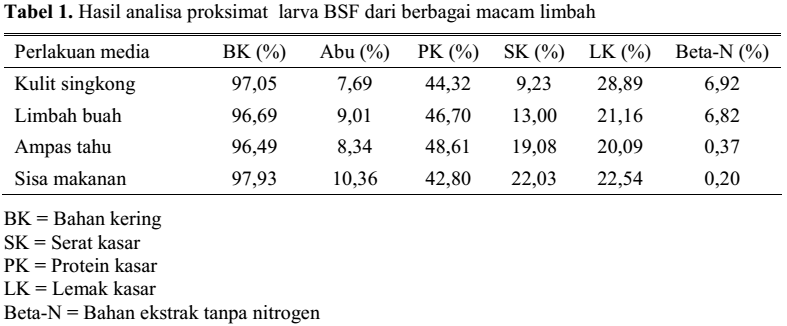 Tabel 1. Hasil analisa proksimat larva BSF dari berbagai macam limbah
Perlakuan media BK (%) Abu (%) PK (%) SK (%) LK (%) Beta-N (%)
Kulit singkong 97,05 7,69 44,32 9,23 28,89 6,92
Limbah buah 96,69 9,01 46,70 13,00 21,16 6,82
Ampas tahu 96,49 8,34 48,61 19,08 20,09 0,37
Sisa makanan 97,93 10,36 42,80 22,03 22,54 0,20
BK = Bahan kering
SK = Serat kasar
PK = Protein kasar
LK = Lemak kasar
Beta-N = Bahan ekstrak tanpa nitrogen